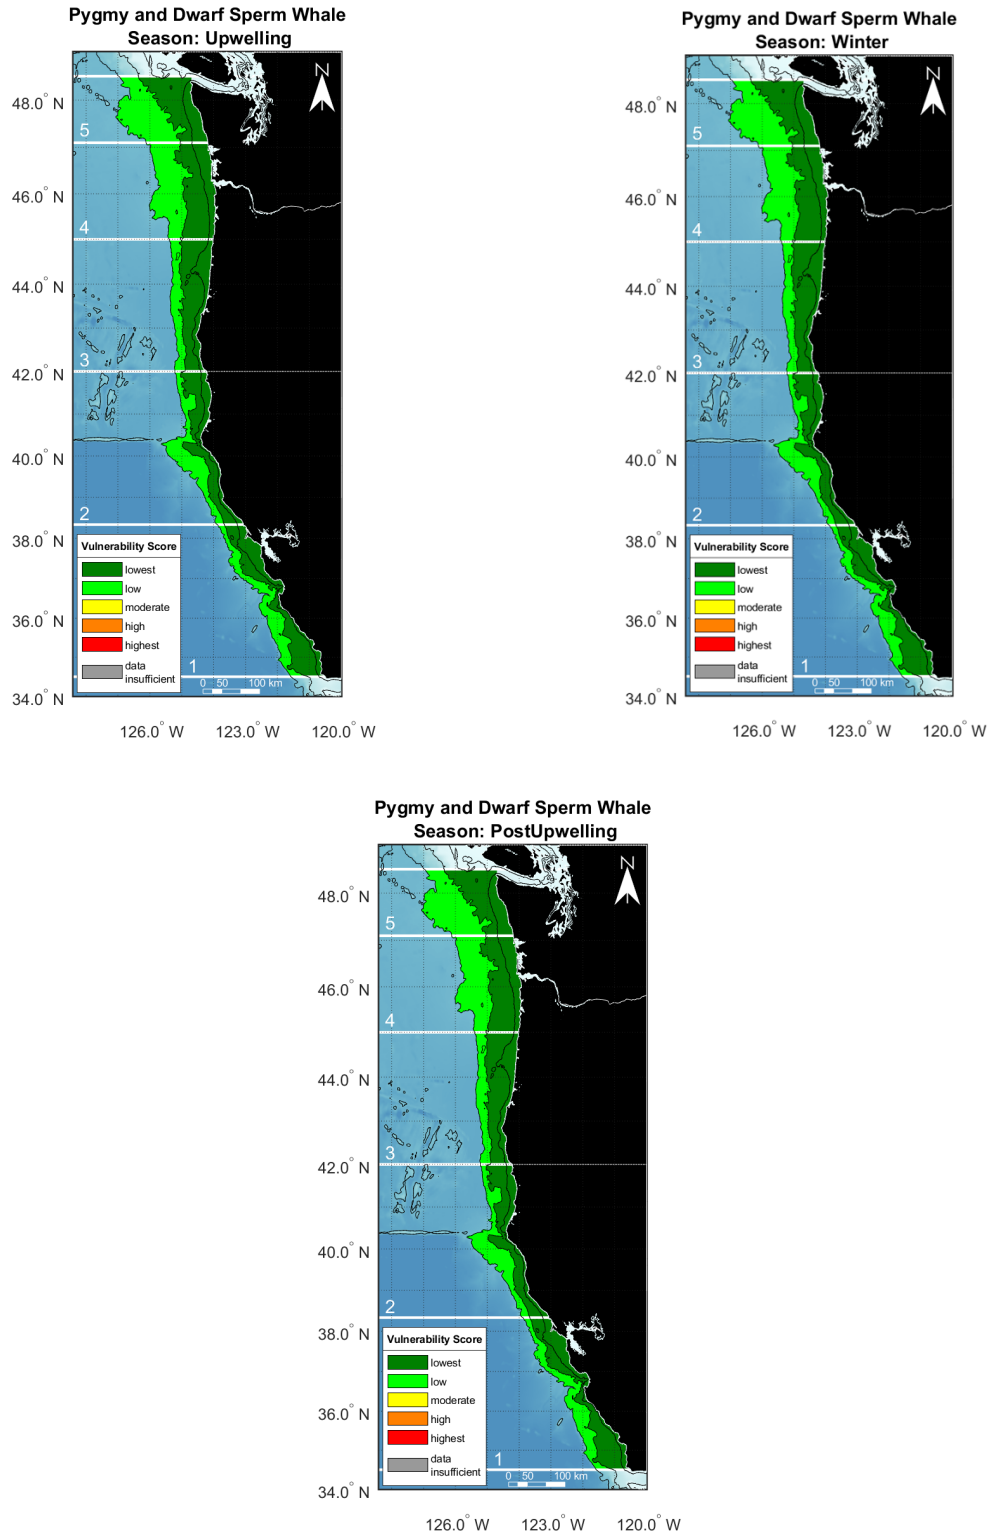 Pygmy and Dwarf Sperm Whale
Season: Upwelling
N
48.0° N
5
46.0° N
4
44.0° N
3
42.0° N
40.0° N
2
38.0° N
Vulnerability Score
lowest
low
moderate
high
highest
data
insufficient
36.0° N
1
0 50 100 km
34.0° N
126.0° W 123.0° W 120.0° W
Pygmy and Dwarf Sperm Whale
Season: Winter
N
48.0° N
5
46.0° N
4
44.0° N
3
42.0° N
40.0° N
2
38.0° N
Vulnerability Score
lowest
low
moderate
high
highest
data
insufficient
36.0° N
1
0 50 100 km
34.0° N
126.0° W 123.0° W 120.0° W
Pygmy and Dwarf Sperm Whale
Season: PostUpwelling
N
48.0° N
5
46.0° N
4
44.0° N
3
42.0° N
40.0° N
2
38.0° N
Vulnerability Score
lowest
low
moderate
high
highest
data
insufficient
36.0° N
1
0 50 100 km
34.0° N
126.0° W 123.0° W 120.0° W